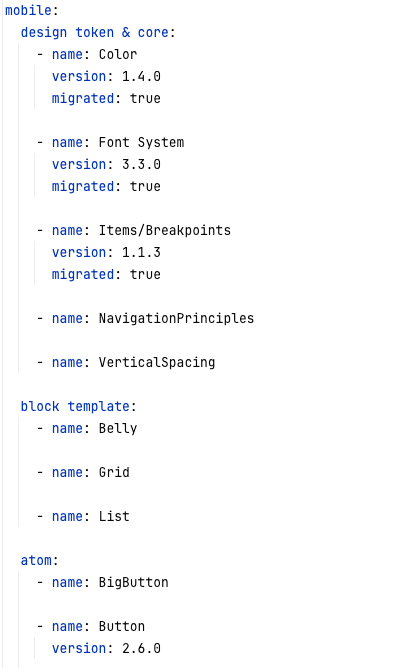 mobile:
design token & core:
- name: Color
version: 1.4.0
migrated: true
- name: Font System
version: 3.3.0
migrated: true
- name: Items/Breakpoints
version: 1.1.3
migrated: true
- name: NavigationPrinciples
- name: VerticalSpacing
block template:
- name: Belly
- name: Grid
- name: List
atom:
- name: BigButton
- name: Button
version: 2.6.0